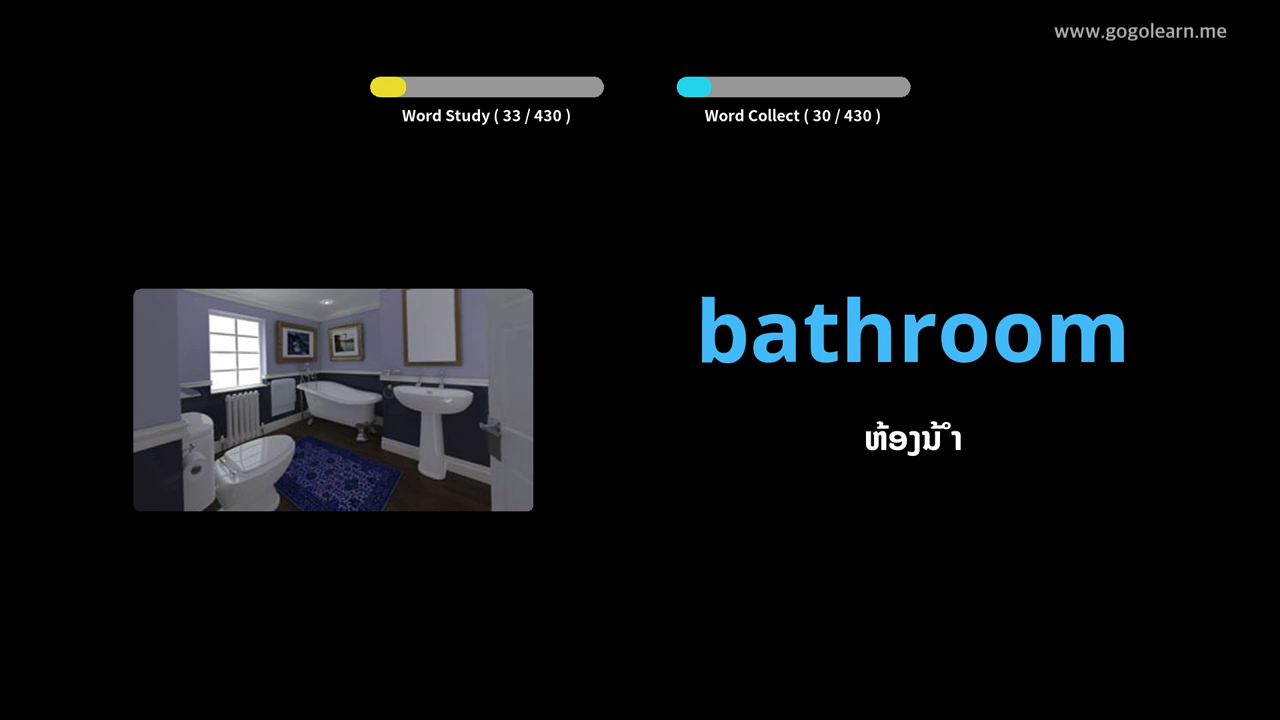 www.gogolearn.me
Word Study ( 33 / 430 )
Word Collect ( 30 / 430 )
bathroom
ຫ້ອງນ້ຳ